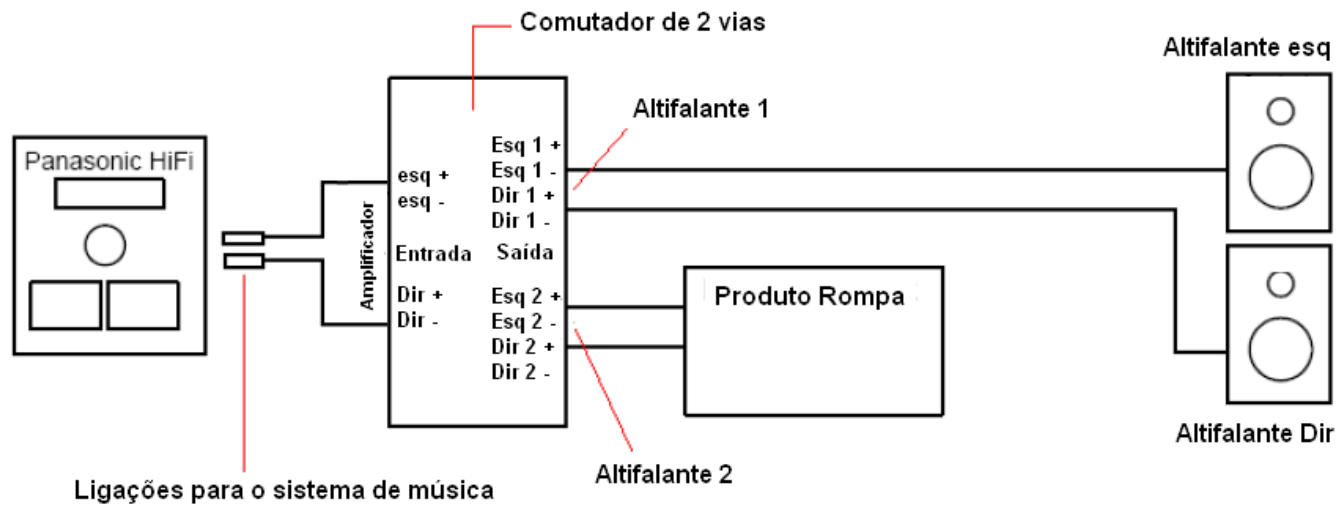 Comutador de 2 vias
Altifalante esq
Altifalante 1
Panasonic HiFi
Esq 1 +
esq +
Esq 1 -
esq -
Dir 1 +
Dir 1 -
Amplificador
Entrada
Saída
Dir +
Esq 2 +
Produto Rompa
Dir -
Esq 2 -
Dir 2 +
Dir 2 -
Altifalante Dir
Altifalante 2
Ligações para o sistema de música